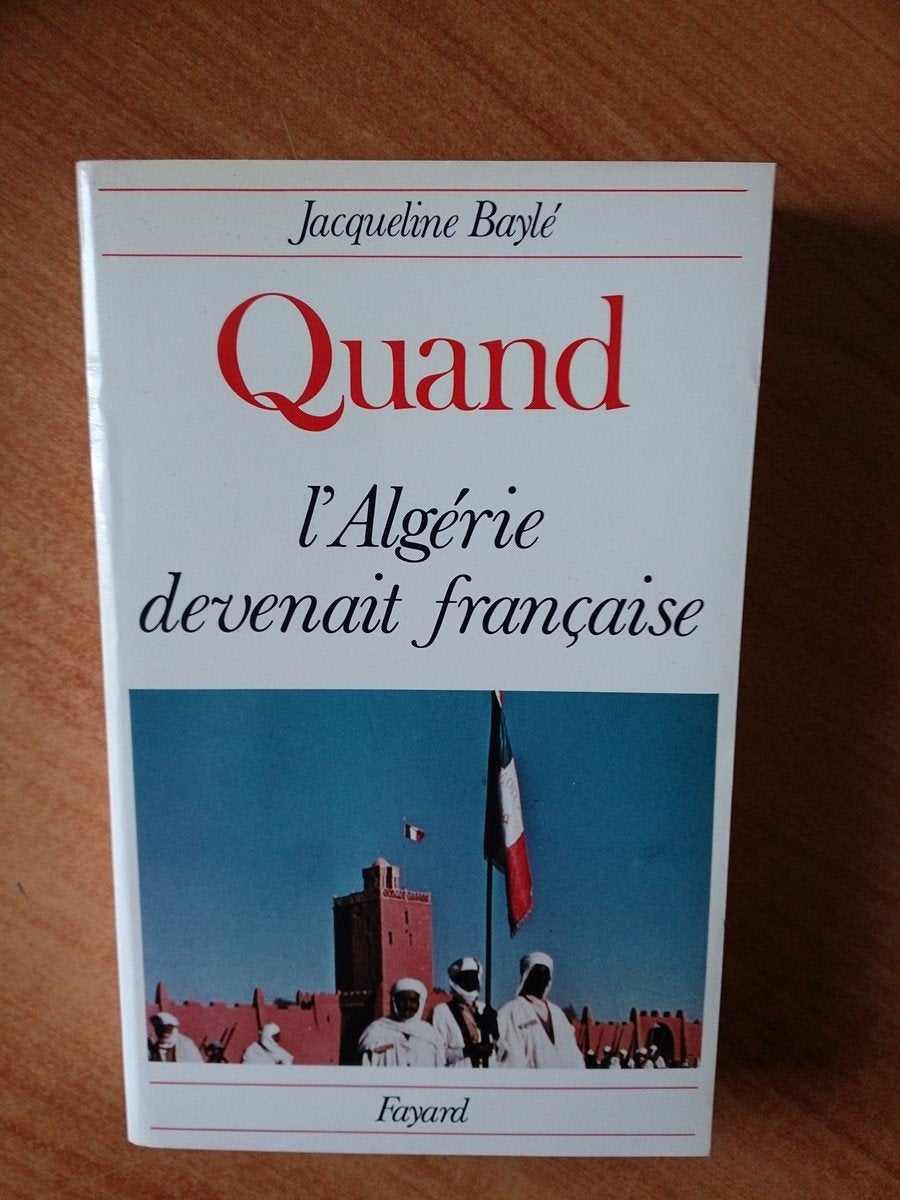 Jacqueline Baylé
Quand
l'Algérie
devenait française
Fayard